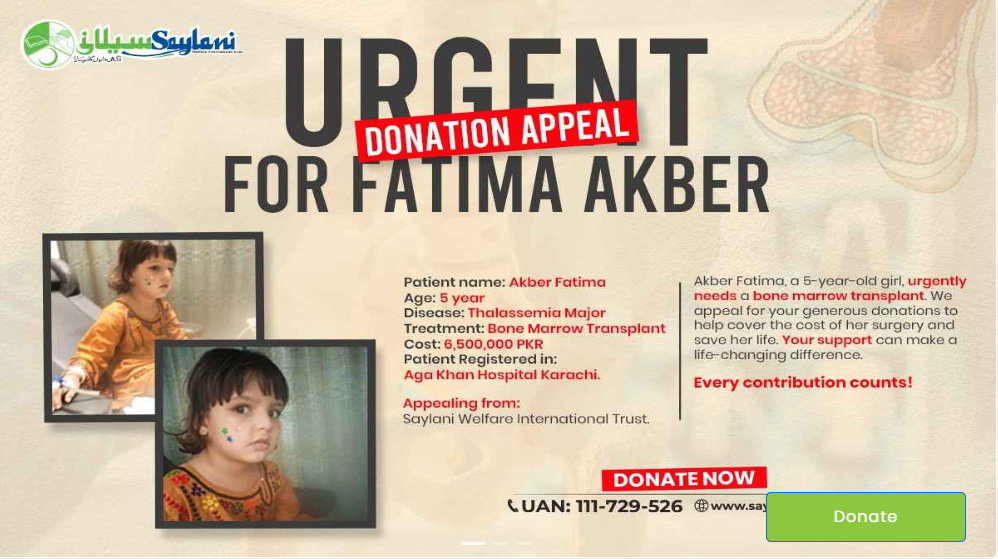 سیلانی Saylani
URGENT
DONATION APPEAL
FOR FATIMA AKBER
Patient name: Akber Fatima
Age: 5 year
Disease: Thalassemia Major
Treatment: Bone Marrow Transplant
Cost: 6,500,000 PKR
Patient Registered in:
Aga Khan Hospital Karachi.
Appealing from:
Saylani Welfare International Trust.
Akber Fatima, a 5-year-old girl, urgently
needs a bone marrow transplant. We
appeal for your generous donations to
help cover the cost of her surgery and
save her life. Your support can make a
life-changing difference.
Every contribution counts!
DONATE NOW
UAN: 111-729-526 www.say
Donate